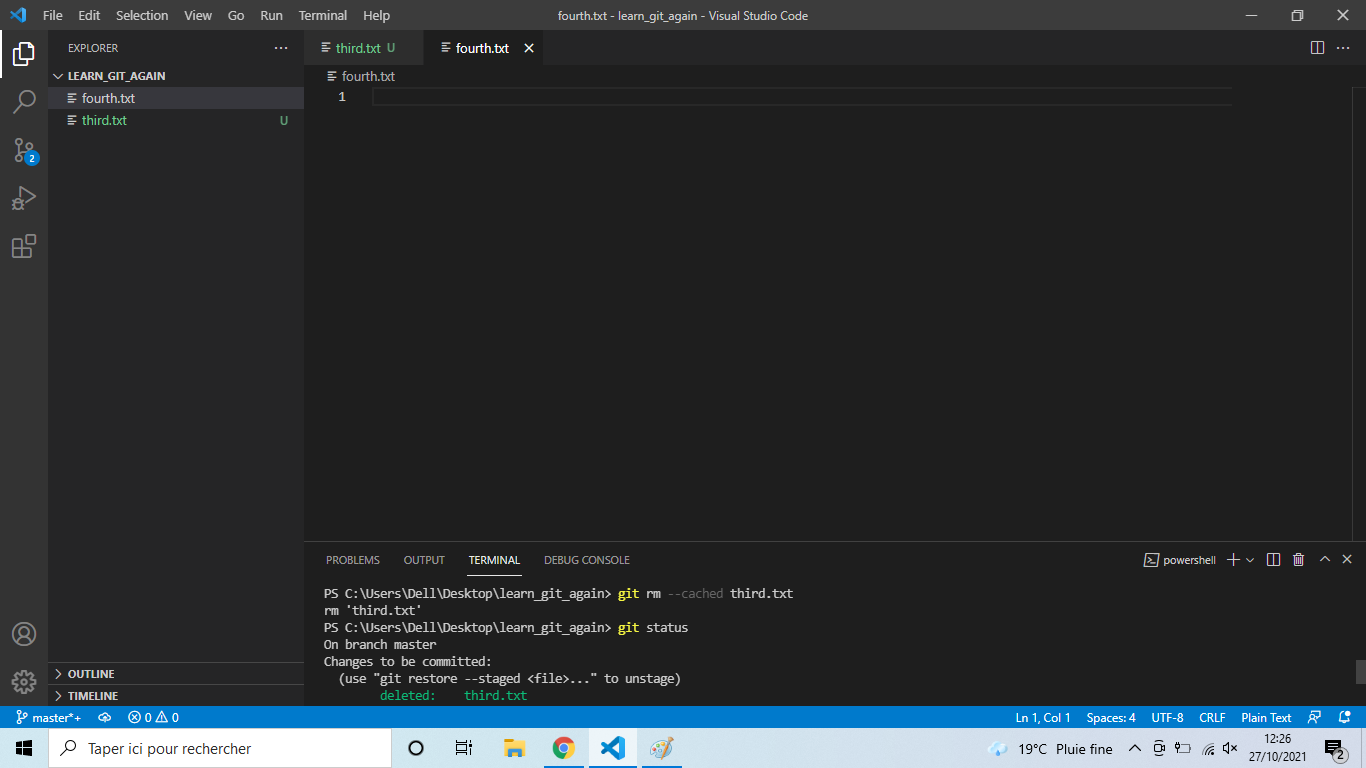 File Edit Selection View Go Run Terminal Help
fourth.txt - learn_git_again - Visual Studio Code
EXPLORER
LEARN_GIT_AGAIN
fourth.txt
third.txt U
2
third.txt U
fourth.txt
fourth.txt
1
PROBLEMS OUTPUT TERMINAL DEBUG CONSOLE
powershell
PS C:\Users\Dell\Desktop\learn_git_again> git rm --cached third.txt
rm 'third.txt'
PS C:\Users\Dell\Desktop\learn_git_again> git status
On branch master
Changes to be committed:
(use "git restore --staged <file>..." to unstage)
deleted: third.txt
OUTLINE
TIMELINE
master*+ 0 0
Ln 1, Col 1 Spaces: 4 UTF-8 CRLF Plain Text
Taper ici pour rechercher
19°C Pluie fine
12:26
27/10/2021
2